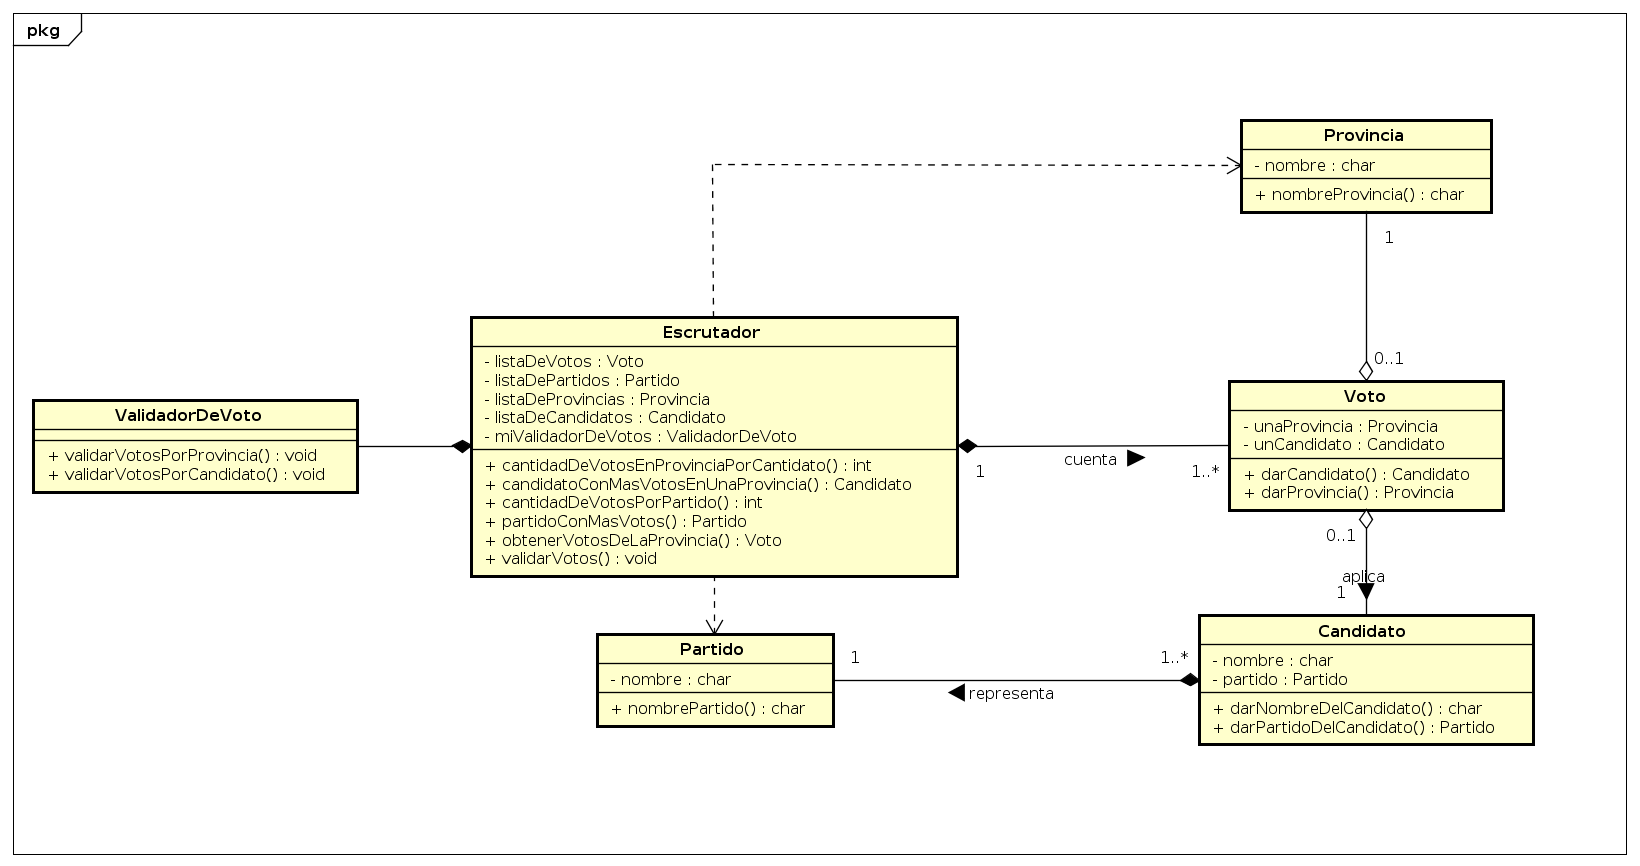 pkg
Provincia
- nombre : char
+ nombreProvincia() : char
1
0..1
Escrutador
- listaDeVotos : Voto
- listaDePartidos : Partido
- listaDeProvincias : Provincia
- listaDeCandidatos : Candidato
- miValidadorDeVotos : ValidadorDeVoto
+ cantidadDeVotosEnProvinciaPorCantidato() : int
+ candidatoConMasVotosEnUnaProvincia() : Candidato
+ cantidadDeVotosPorPartido() : int
+ partidoConMasVotos() : Partido
+ obtenerVotosDeLaProvincia() : Voto
+ validarVotos() : void
ValidadorDeVoto
+ validarVotosPorProvincia() : void
+ validarVotosPorCandidato() : void
cuenta
1
1..*
Voto
- unaProvincia : Provincia
- unCandidato : Candidato
+ darCandidato() : Candidato
+ darProvincia() : Provincia
0..1
aplica
1
Partido
- nombre : char
+ nombrePartido() : char
1
1..*
representa
Candidato
- nombre : char
- partido : Partido
+ darNombreDelCandidato() : char
+ darPartidoDelCandidato() : Partido